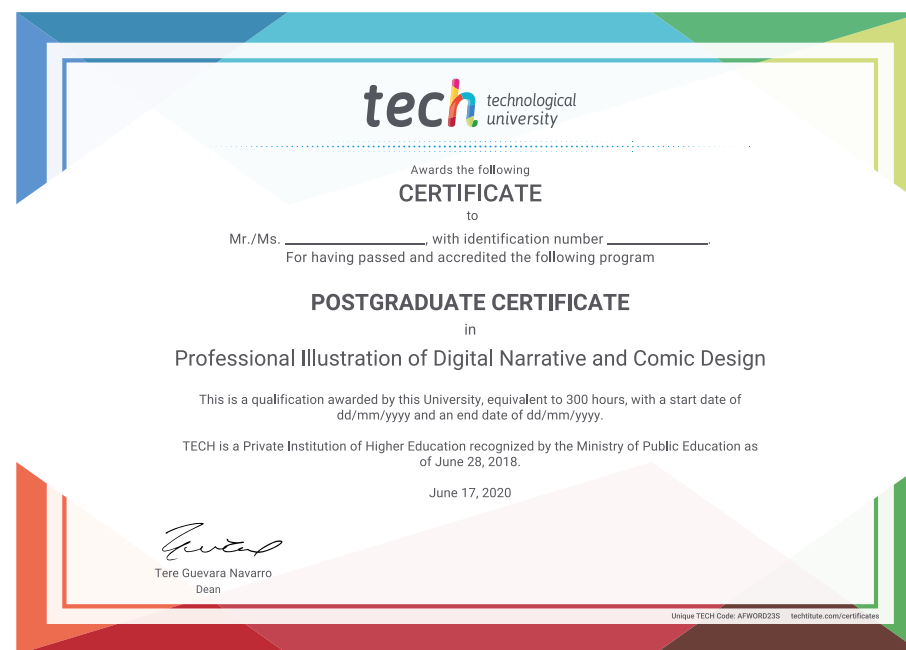 tech technological
university
Awards the following
CERTIFICATE
to
Mr./Ms. ____________________, with identification number ______________.
For having passed and accredited the following program
POSTGRADUATE CERTIFICATE
in
Professional Illustration of Digital Narrative and Comic Design
This is a qualification awarded by this University, equivalent to 300 hours, with a start date of
dd/mm/yyyy and an end date of dd/mm/yyyy.
TECH is a Private Institution of Higher Education recognized by the Ministry of Public Education as
of June 28, 2018.
June 17, 2020
Tere Guevara Navarro
Dean
Unique TECH Code: AFWORD23S techtitute.com/certificates